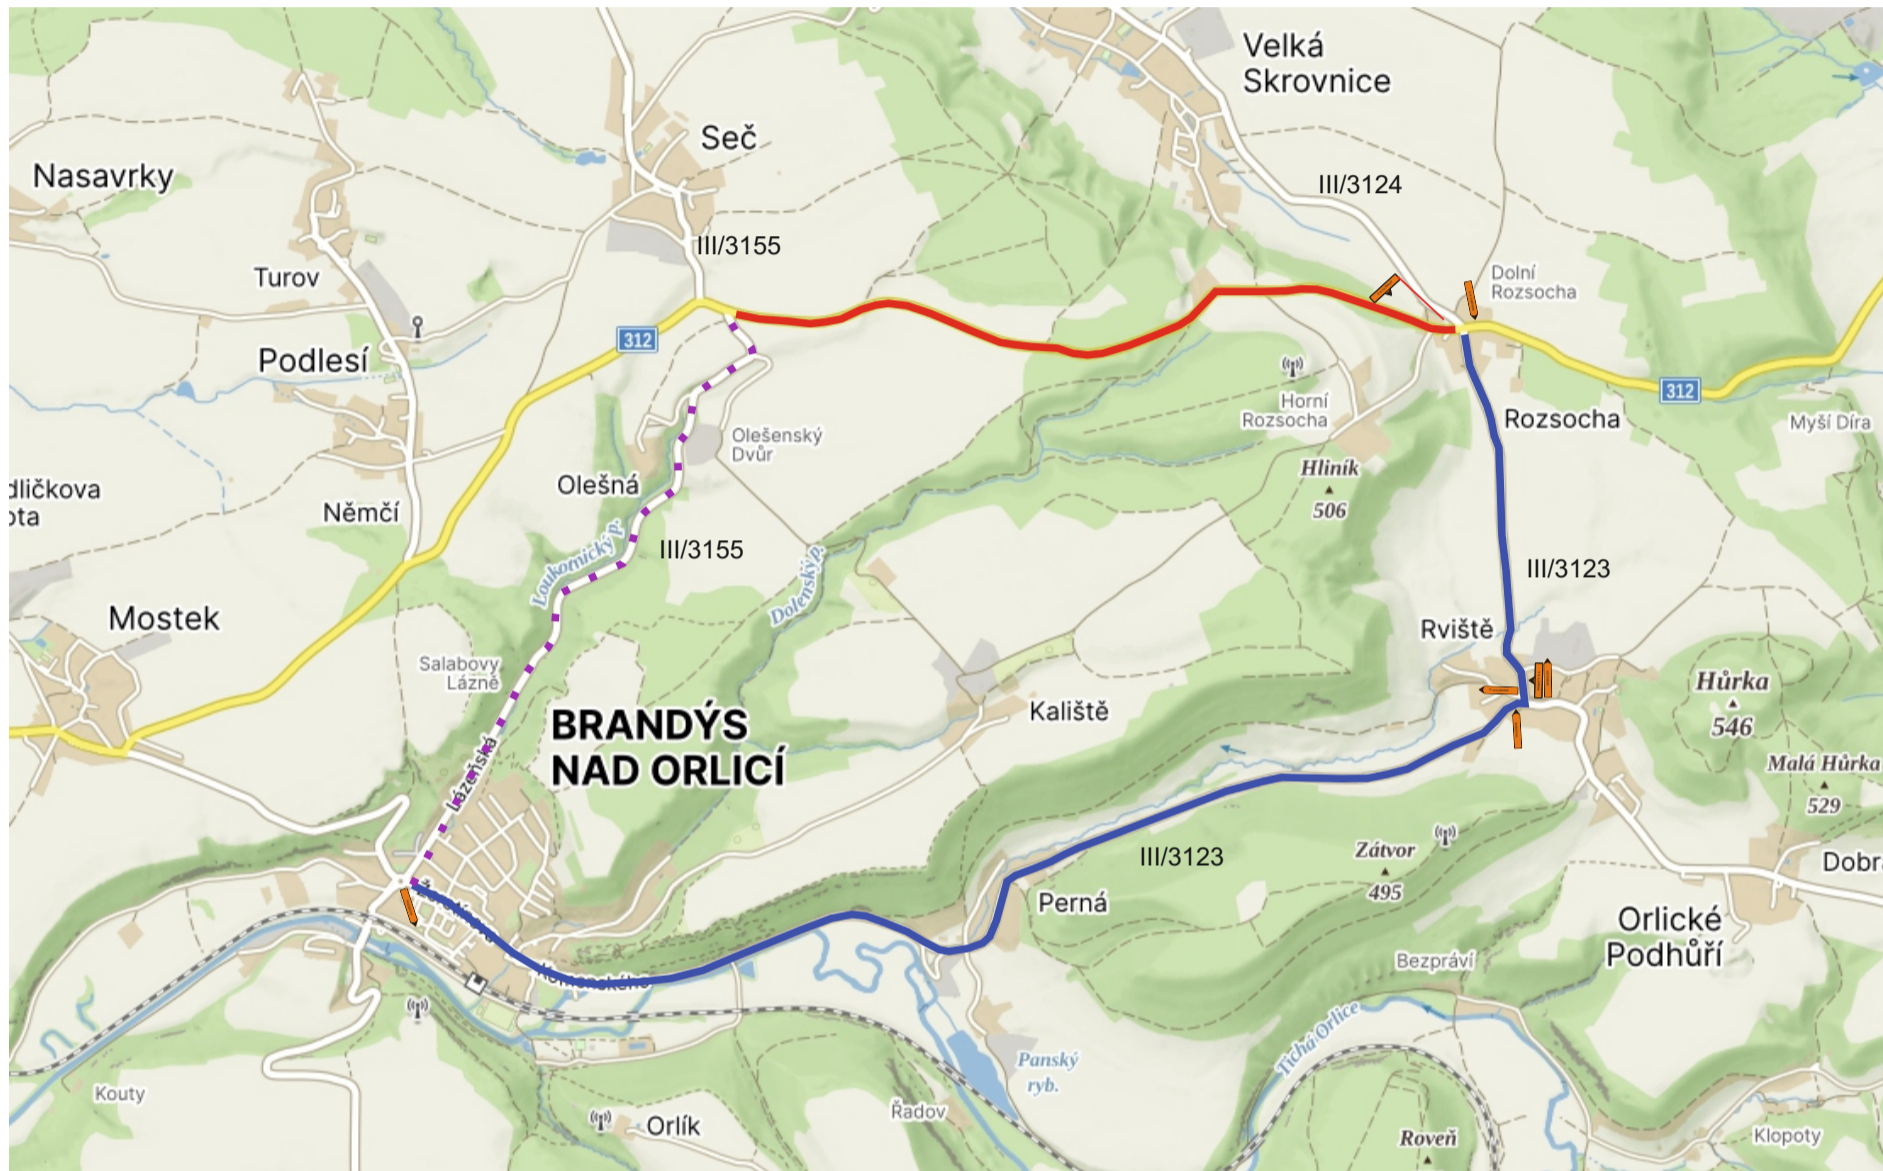 Velká
Skrovnice
Seč
Nasavrky
III/3124
III/3155
Turov
Dolní
Rozsocha
312
Podlesí
Horní
Rozsocha
312
Rozsocha
Myší Díra
Olešenský
Dvůr
Hliník
506
Olešná
dličkova
ota
Němčí
Loukotnický p.
III/3155
Dolenský p.
III/3123
Mostek
Rviště
Salabovy
Lázně
Hůrka
546
Kaliště
BRANDÝS
NAD ORLICÍ
Lázeňská
Malá Hůrka
529
III/3123
Zátvor
495
Dobr
Perná
Orlické
Podhůří
Žerotínova
Komenského
Bezpráví
Tichá Orlice
Panský
ryb.
Kouty
Řadov
Orlík
Roveň
Klopoty